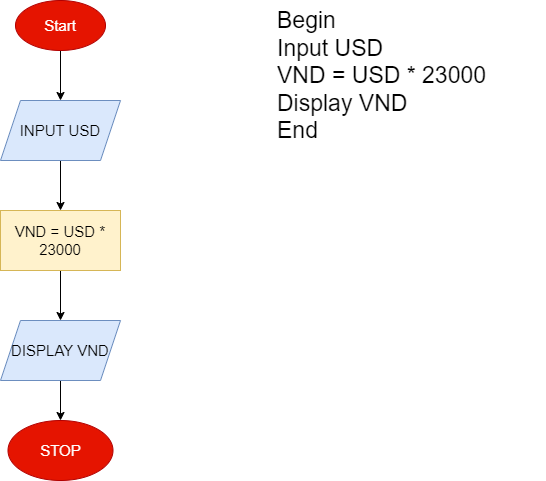 Start
INPUT USD
VND = USD *
23000
DISPLAY VND
STOP
Begin
Input USD
VND = USD * 23000
Display VND
End